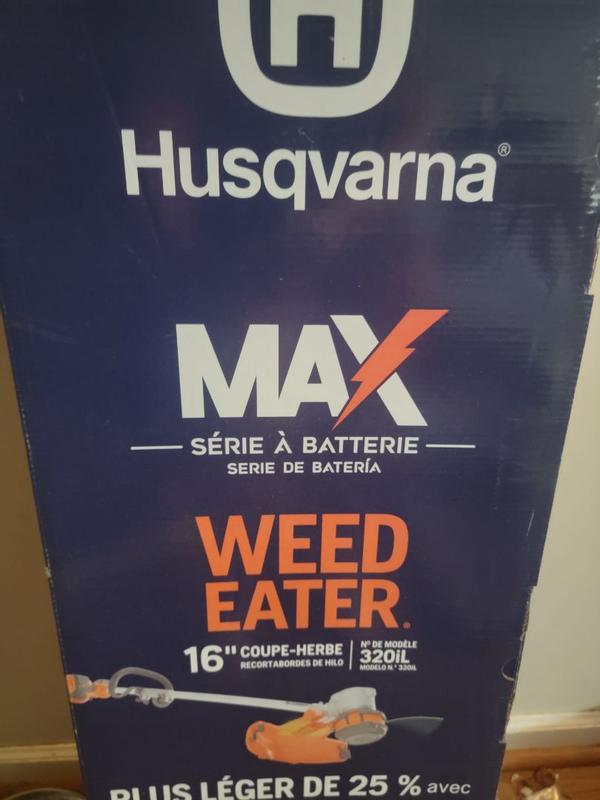 H
Husqvarna®
MAX
SÉRIE À BATTERIE
SERIE DE BATERÍA
WEED
EATER®
16" COUPE-HERBE
RECORTABORDES DE HILO
Nº DE MODÈLE
320iL
MODELO N.° 320iL
PLUS LÉGER DE 25 % avec